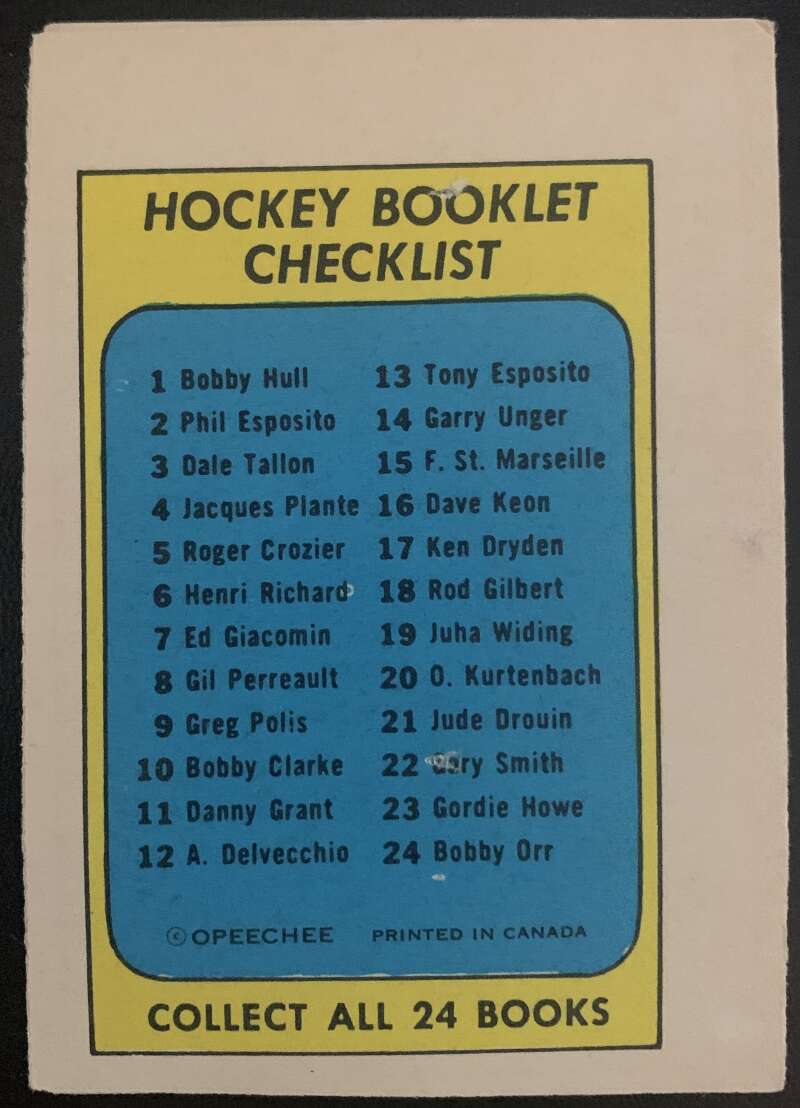 HOCKEY BOOKLET
CHECKLIST
1 Bobby Hull
2 Phil Esposito
3 Dale Tallon
4 Jacques Plante
5 Roger Crozier
6 Henri Richard
7 Ed Giacomin
8 Gil Perreault
9 Greg Polis
10 Bobby Clarke
11 Danny Grant
12 A. Delvecchio
13 Tony Esposito
14 Garry Unger
15 F. St. Marseille
16 Dave Keon
17 Ken Dryden
18 Rod Gilbert
19 Juha Widing
20 O. Kurtenbach
21 Jude Drouin
22 Gary Smith
23 Gordie Howe
24 Bobby Orr
© OPEECHEE PRINTED IN CANADA
COLLECT ALL 24 BOOKS